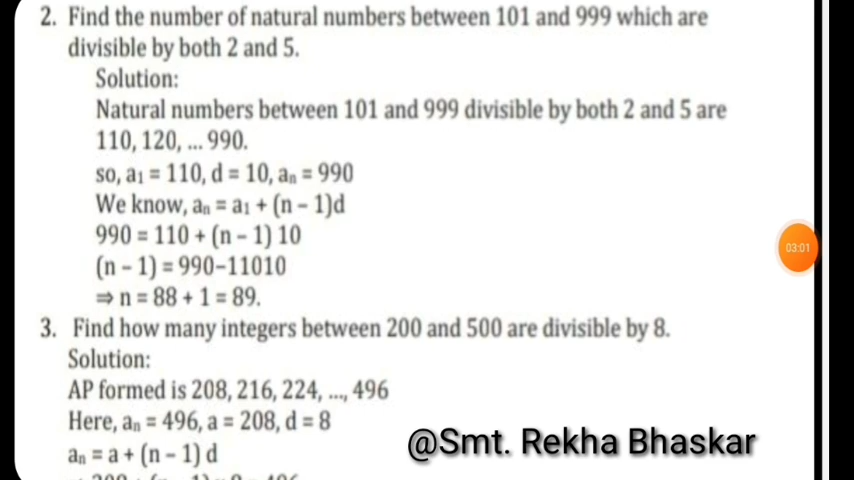 2. Find the number of natural numbers between 101 and 999 which are
divisible by both 2 and 5.
Solution:
Natural numbers between 101 and 999 divisible by both 2 and 5 are
110, 120, ... 990.
so, a₁ = 110, d = 10, aₙ = 990
We know, aₙ = a₁ + (n – 1)d
990 = 110 + (n – 1) 10
(n – 1) = 990–11010
⇒ n = 88 + 1 = 89.
03:01
3. Find how many integers between 200 and 500 are divisible by 8.
Solution:
AP formed is 208, 216, 224, ..., 496
Here, aₙ = 496, a = 208, d = 8
aₙ = a + (n – 1) d
@Smt. Rekha Bhaskar